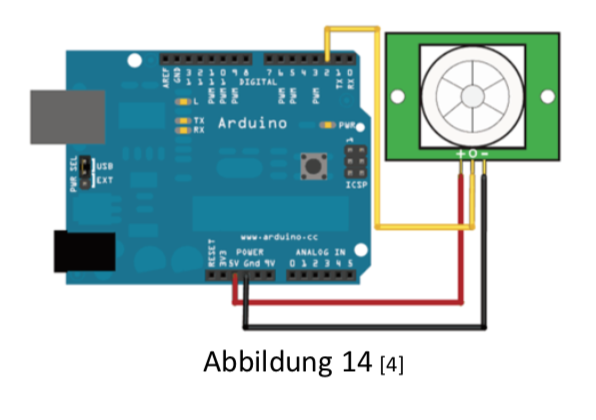 AREF
GND
13
12
11
10
9
8
7
6
5
4
3
2
1
0
PWM
PWM
PWM
PWM
PWM
PWM
TX
RX
DIGITAL
L
TX
RX
Arduino
PWR
1
ICSP
PWR SEL
USB
EXT
www.arduino.cc
POWER
ANALOG IN
RESET
3V3
5V Gnd 9V
0 1 2 3 4 5
+ O -
Abbildung 14 [4]